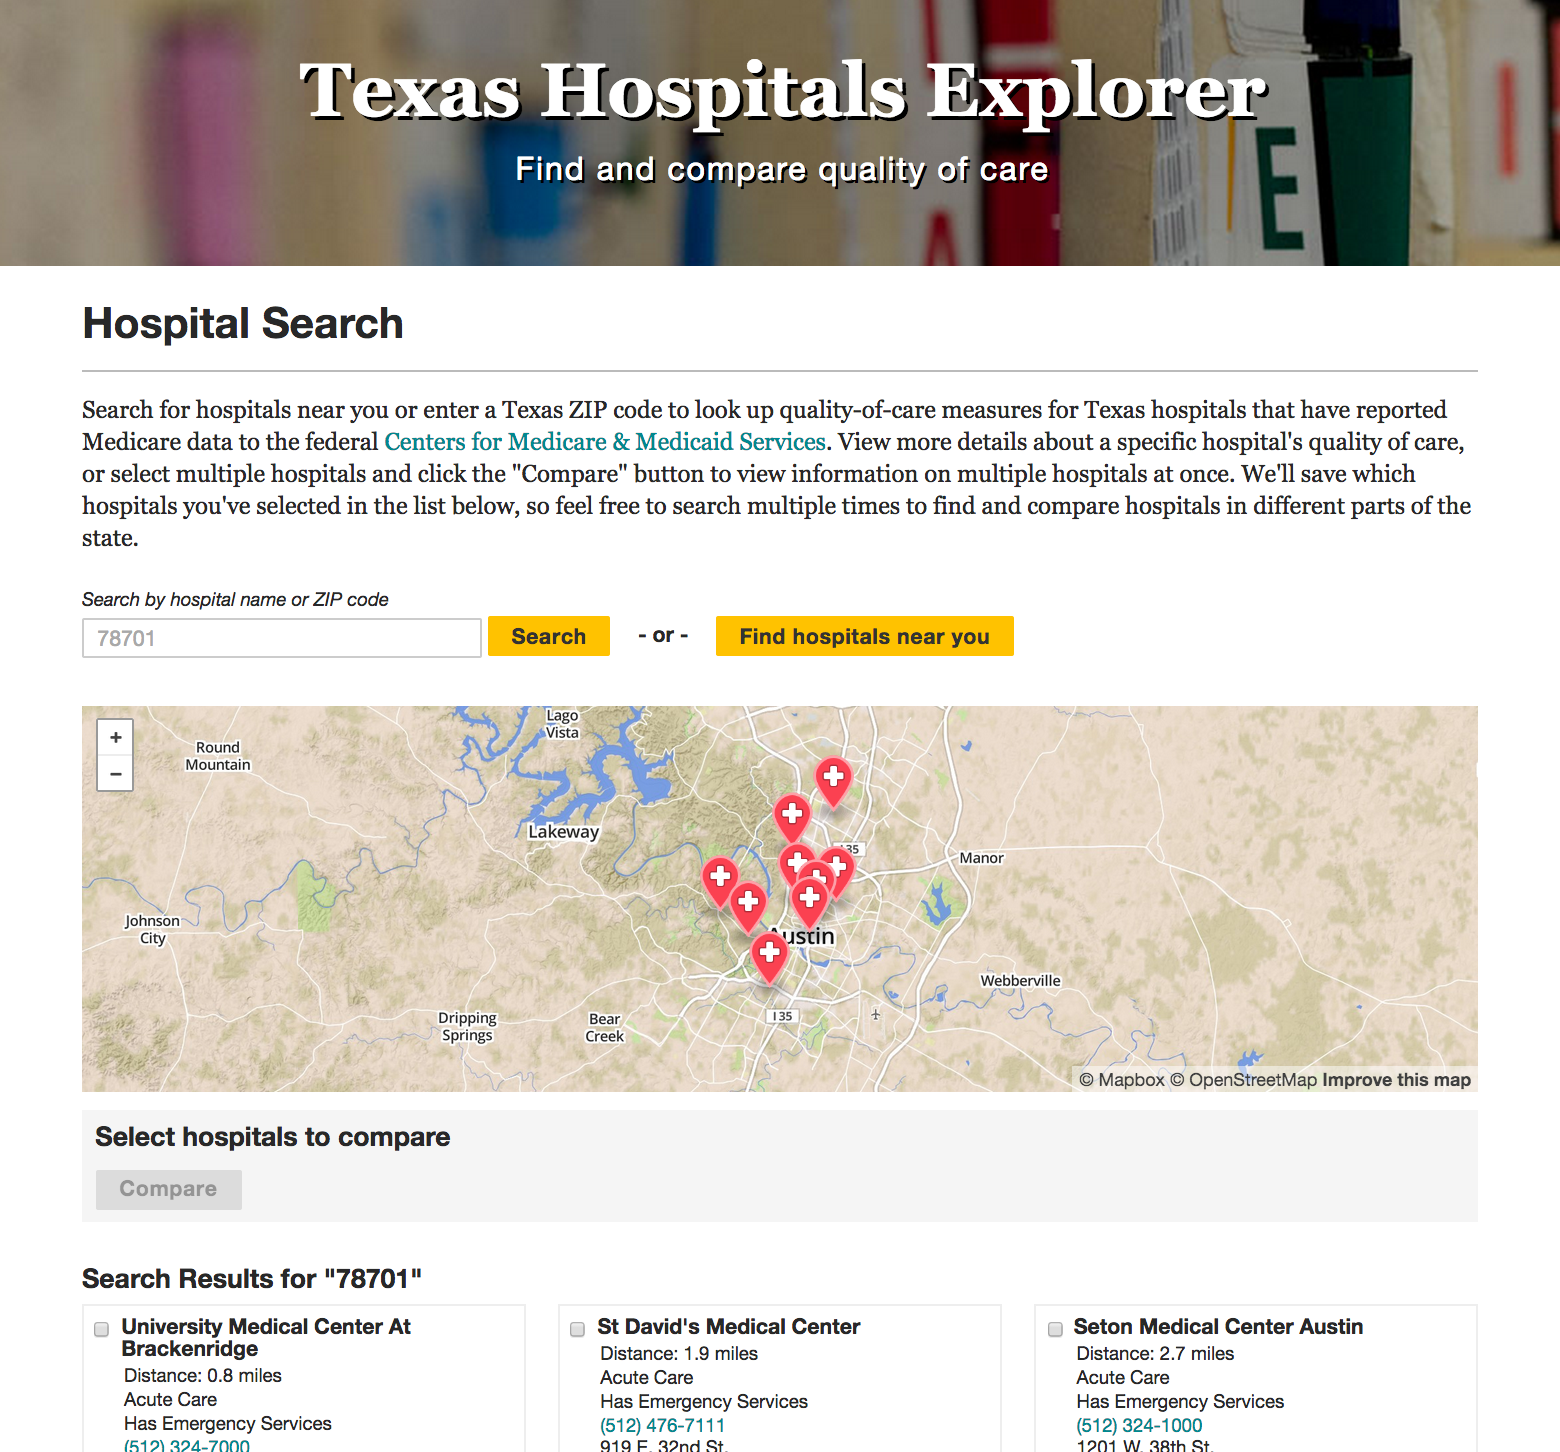 Texas Hospitals Explorer
Find and compare quality of care
E
A
Hospital Search
Search for hospitals near you or enter a Texas ZIP code to look up quality-of-care measures for Texas hospitals that have reported
Medicare data to the federal Centers for Medicare & Medicaid Services. View more details about a specific hospital's quality of care,
or select multiple hospitals and click the "Compare" button to view information on multiple hospitals at once. We'll save which
hospitals you've selected in the list below, so feel free to search multiple times to find and compare hospitals in different parts of the
state.
Search by hospital name or ZIP code
78701
Search
- or -
Find hospitals near you
+
−
Lago
Vista
Round
Mountain
Lakeway
35
Manor
Johnson
City
Austin
Webberville
Dripping
Springs
Bear
Creek
I 35
© Mapbox © OpenStreetMap Improve this map
Select hospitals to compare
Compare
Search Results for "78701"
University Medical Center At
Brackenridge
Distance: 0.8 miles
Acute Care
Has Emergency Services
(512) 324-7000
St David's Medical Center
Distance: 1.9 miles
Acute Care
Has Emergency Services
(512) 476-7111
919 E. 32nd St.
Seton Medical Center Austin
Distance: 2.7 miles
Acute Care
Has Emergency Services
(512) 324-1000
1201 W. 38th St.